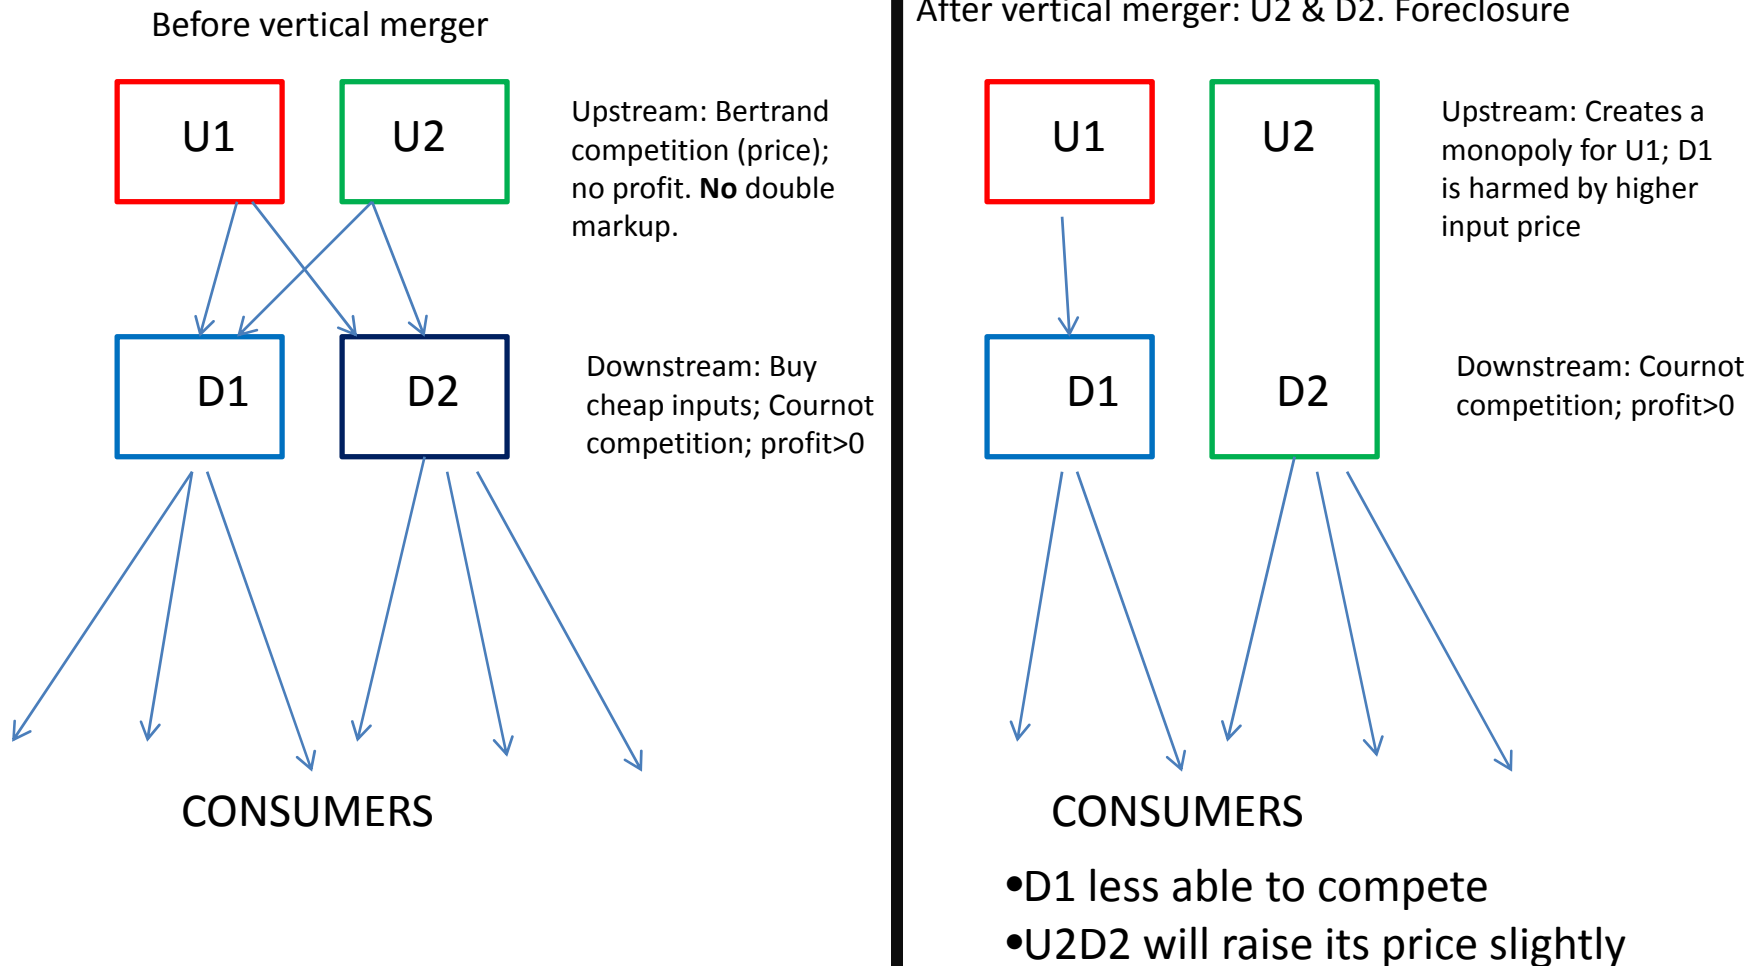 Before vertical merger
U1
U2
Upstream: Bertrand
competition (price);
no profit. No double
markup.
D1
D2
Downstream: Buy
cheap inputs; Cournot
competition; profit>0
CONSUMERS
After vertical merger: U2 & D2. Foreclosure
U1
U2
Upstream: Creates a
monopoly for U1; D1
is harmed by higher
input price
D1
D2
Downstream: Cournot
competition; profit>0
CONSUMERS
•D1 less able to compete
•U2D2 will raise its price slightly